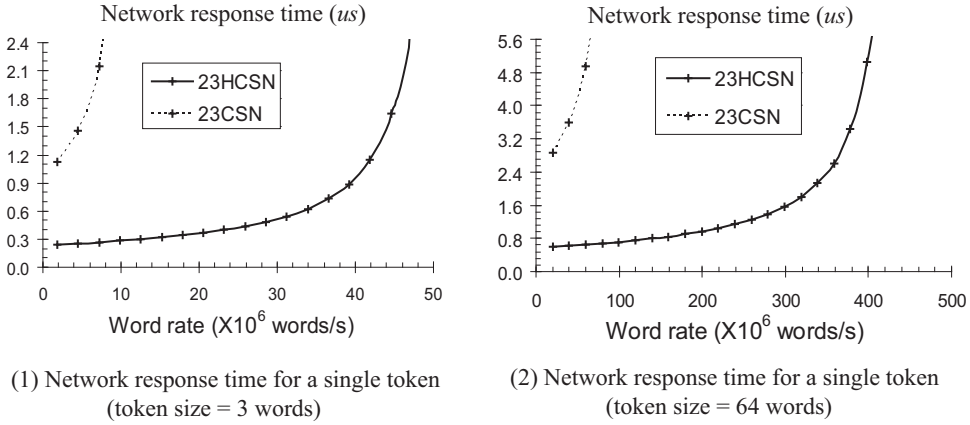 Network response time (us)
2.4
2.1
1.8
1.5
1.2
0.9
0.6
0.3
0.0
23HCSN
23CSN
0 10 20 30 40 50
Word rate (X10⁶ words/s)
(1) Network response time for a single token
(token size = 3 words)
Network response time (us)
5.6
4.8
4.0
3.2
2.4
1.6
0.8
0.0
23HCSN
23CSN
0 100 200 300 400 500
Word rate (X10⁶ words/s)
(2) Network response time for a single token
(token size = 64 words)